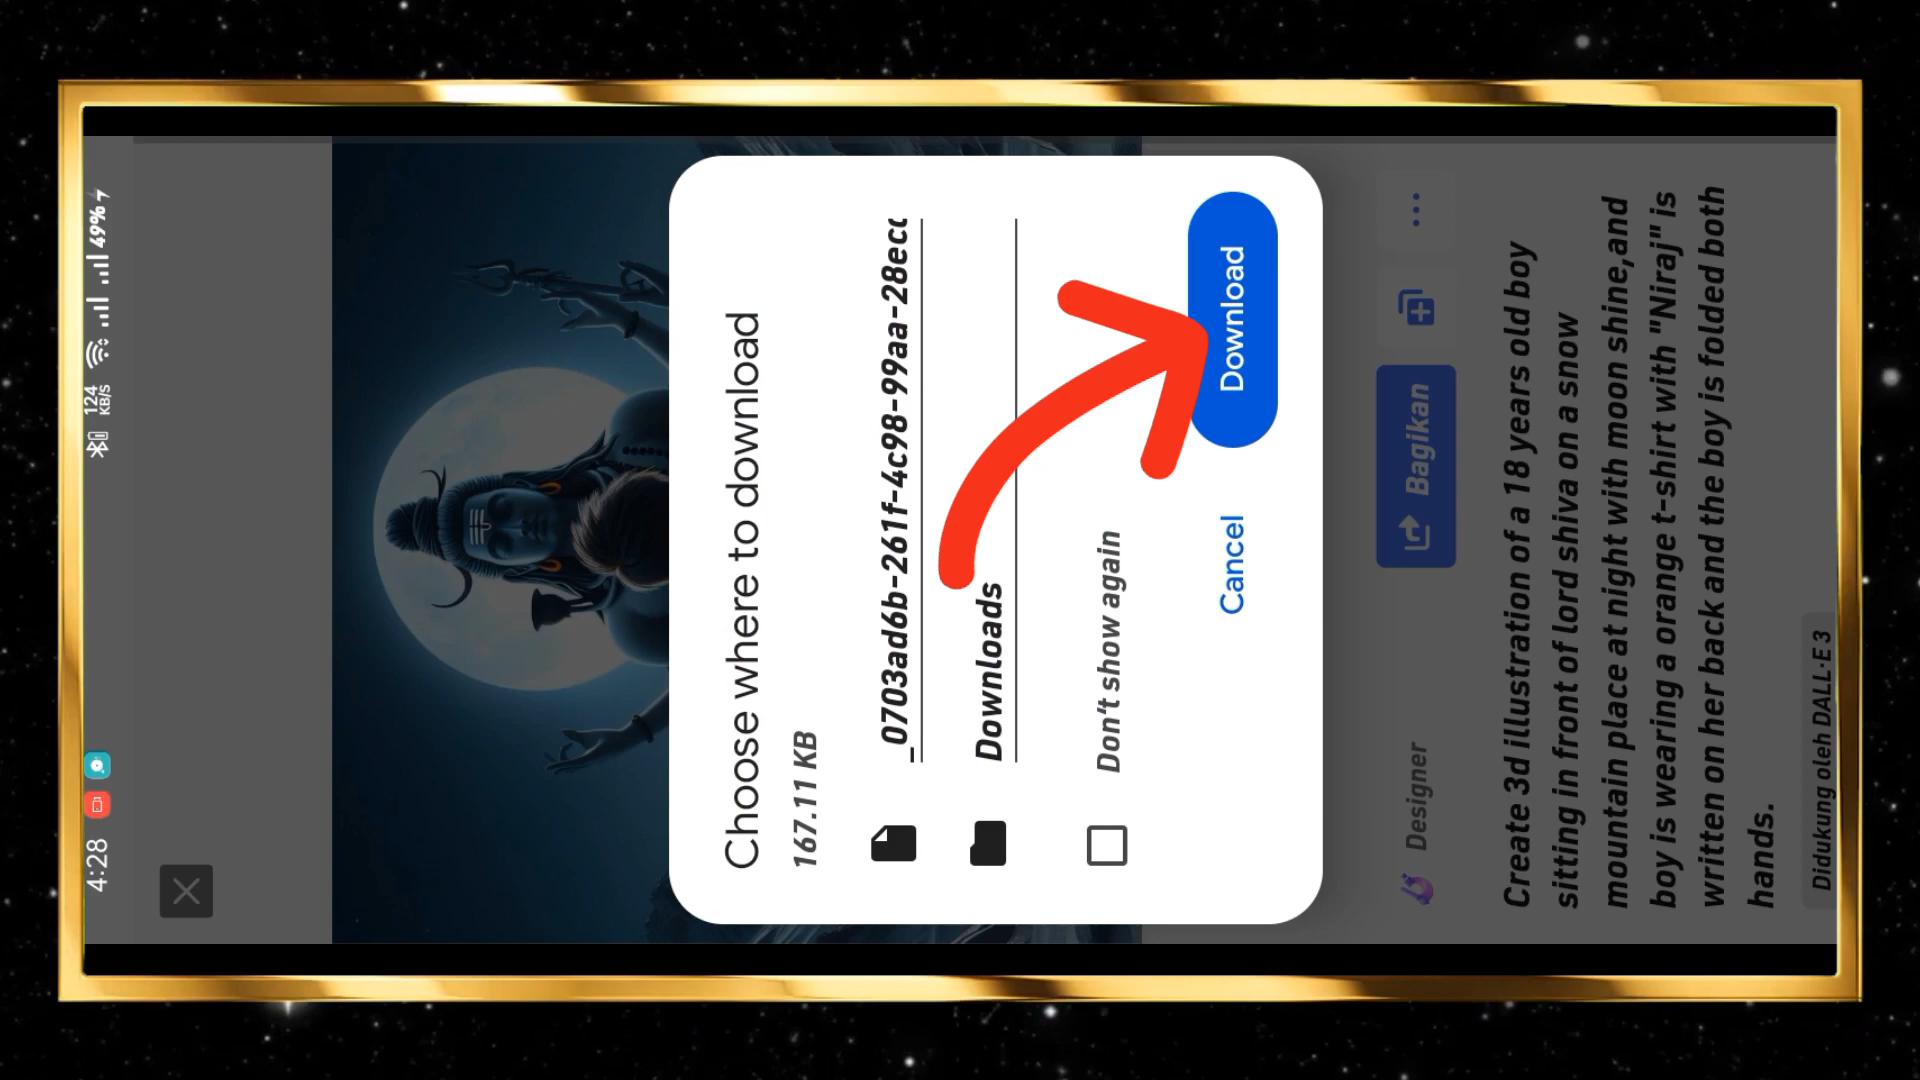 4:28
124
KB/S
49%
Choose where to download
167.11 KB
_0703ad6b-261f-4c98-99aa-28ecc
Downloads
Don't show again
Cancel
Download
Designer
Bagikan
Create 3d illustration of a 18 years old boy
sitting in front of lord shiva on a snow
mountain place at night with moon shine,and
boy is wearing a orange t-shirt with "Niraj" is
written on her back and the boy is folded both
hands.
Didukung oleh DALL·E 3